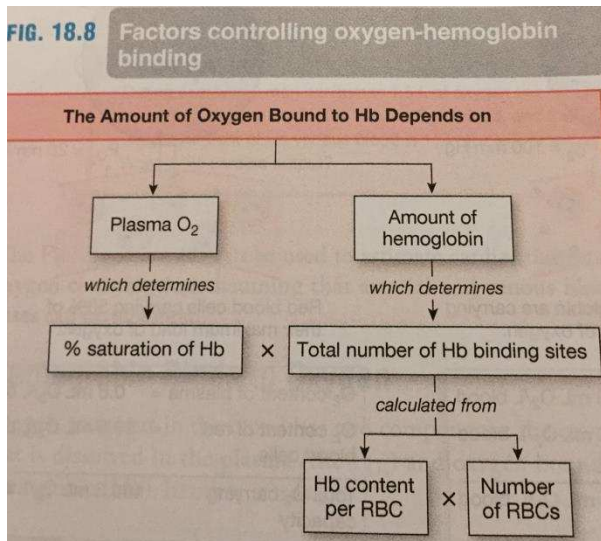 FIG. 18.8 Factors controlling oxygen-hemoglobin
binding
The Amount of Oxygen Bound to Hb Depends on
Plasma O₂
Amount of
hemoglobin
which determines
which determines
% saturation of Hb × Total number of Hb binding sites
calculated from
Hb content
per RBC
×
Number
of RBCs